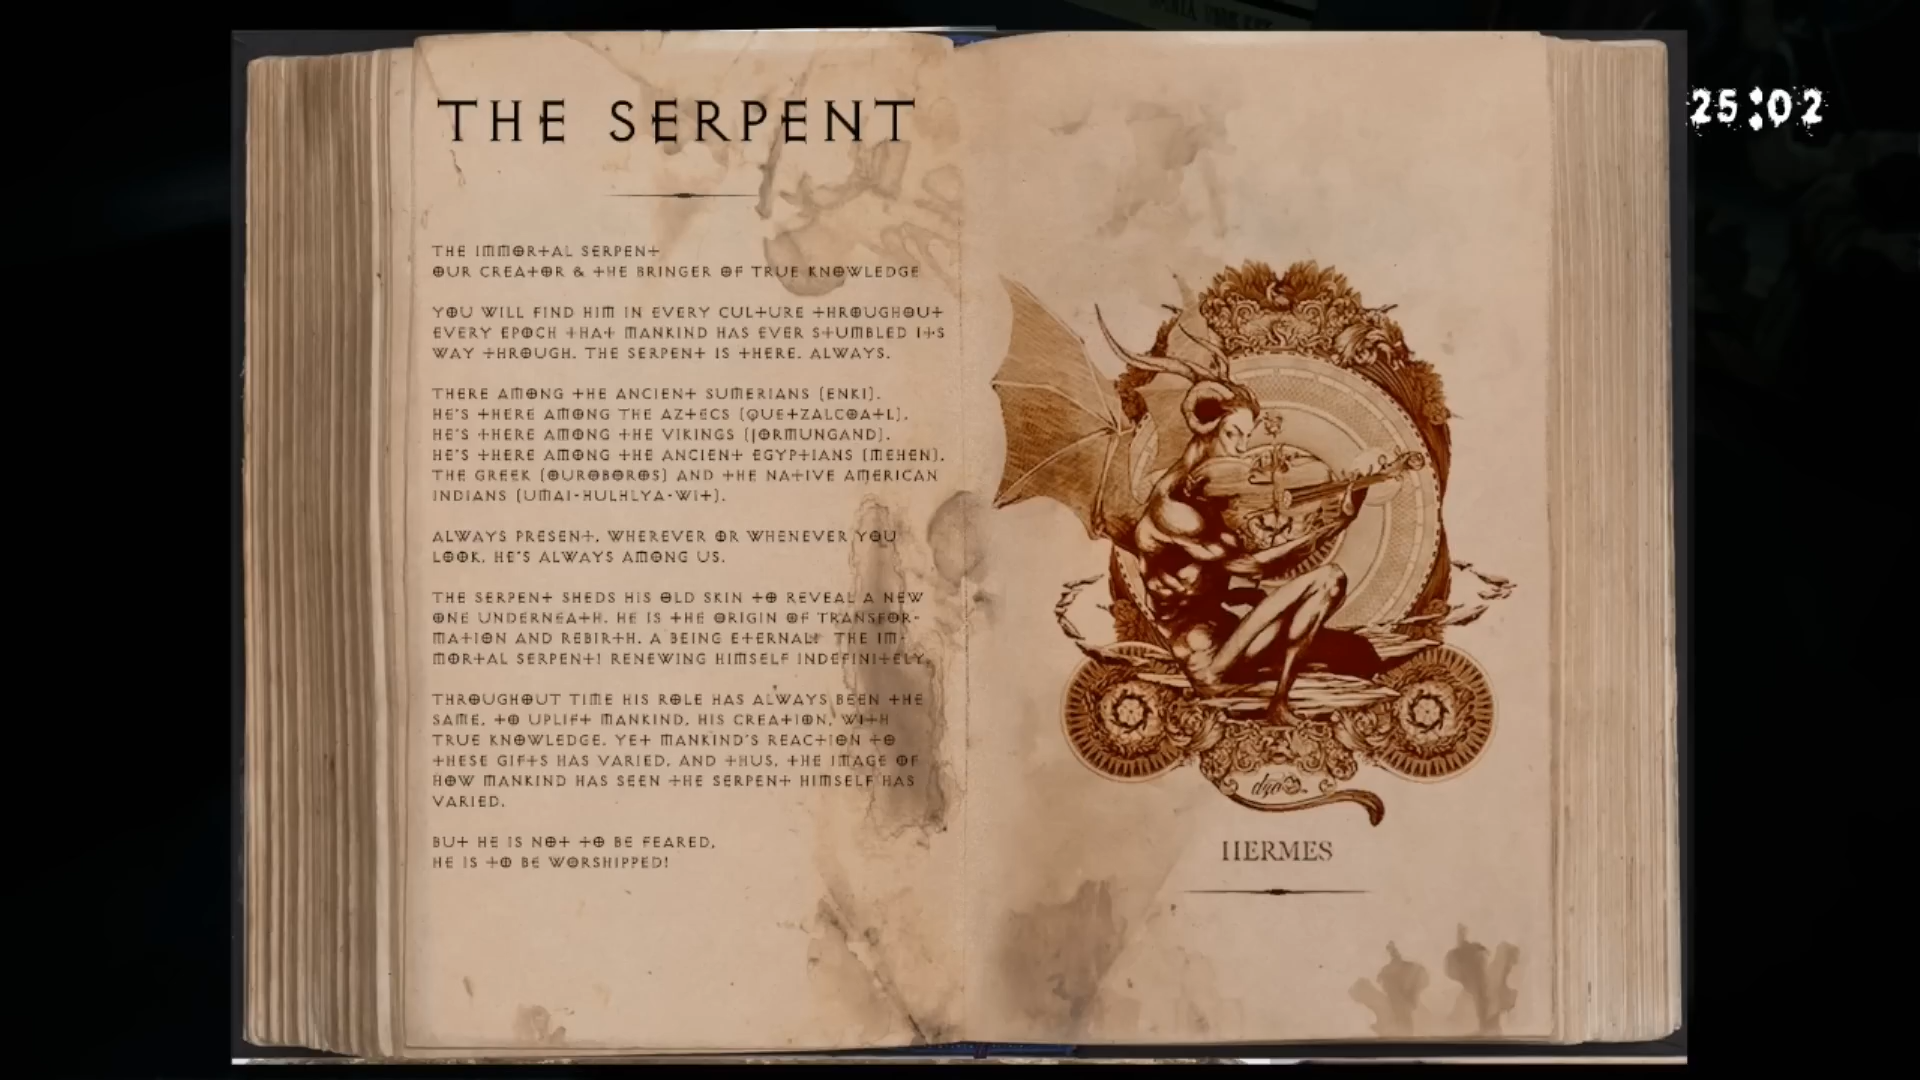 THE SERPENT
25:02
THE IMMORTAL SERPENT
OUR CREATOR & THE BRINGER OF TRUE KNOWLEDGE
YOU WILL FIND HIM IN EVERY CULTURE THROUGHOUT
EVERY EPOCH THAT MANKIND HAS EVER STUMBLED ITS
WAY THROUGH. THE SERPENT IS THERE. ALWAYS.
THERE AMONG THE ANCIENT SUMERIANS (ENKI).
HE'S THERE AMONG THE AZTECS (QUETZALCOATL).
HE'S THERE AMONG THE VIKINGS (JORMUNGAND).
HE'S THERE AMONG THE ANCIENT EGYPTIANS (MEHEN).
THE GREEK (OUROBOROS) AND THE NATIVE AMERICAN
INDIANS (UMAI-HULHLYA-WIT).
ALWAYS PRESENT, WHEREVER OR WHENEVER YOU
LOOK, HE'S ALWAYS AMONG US.
THE SERPENT SHEDS HIS OLD SKIN TO REVEAL A NEW
ONE UNDERNEATH. HE IS THE ORIGIN OF TRANSFOR-
MATION AND REBIRTH. A BEING ETERNAL! THE IM-
MORTAL SERPENT! RENEWING HIMSELF INDEFINITELY.
THROUGHOUT TIME HIS ROLE HAS ALWAYS BEEN THE
SAME, TO UPLIFT MANKIND, HIS CREATION, WITH
TRUE KNOWLEDGE. YET MANKIND'S REACTION TO
THESE GIFTS HAS VARIED, AND THUS, THE IMAGE OF
HOW MANKIND HAS SEEN THE SERPENT HIMSELF HAS
VARIED.
BUT HE IS NOT TO BE FEARED,
HE IS TO BE WORSHIPPED!
dzo
HERMES